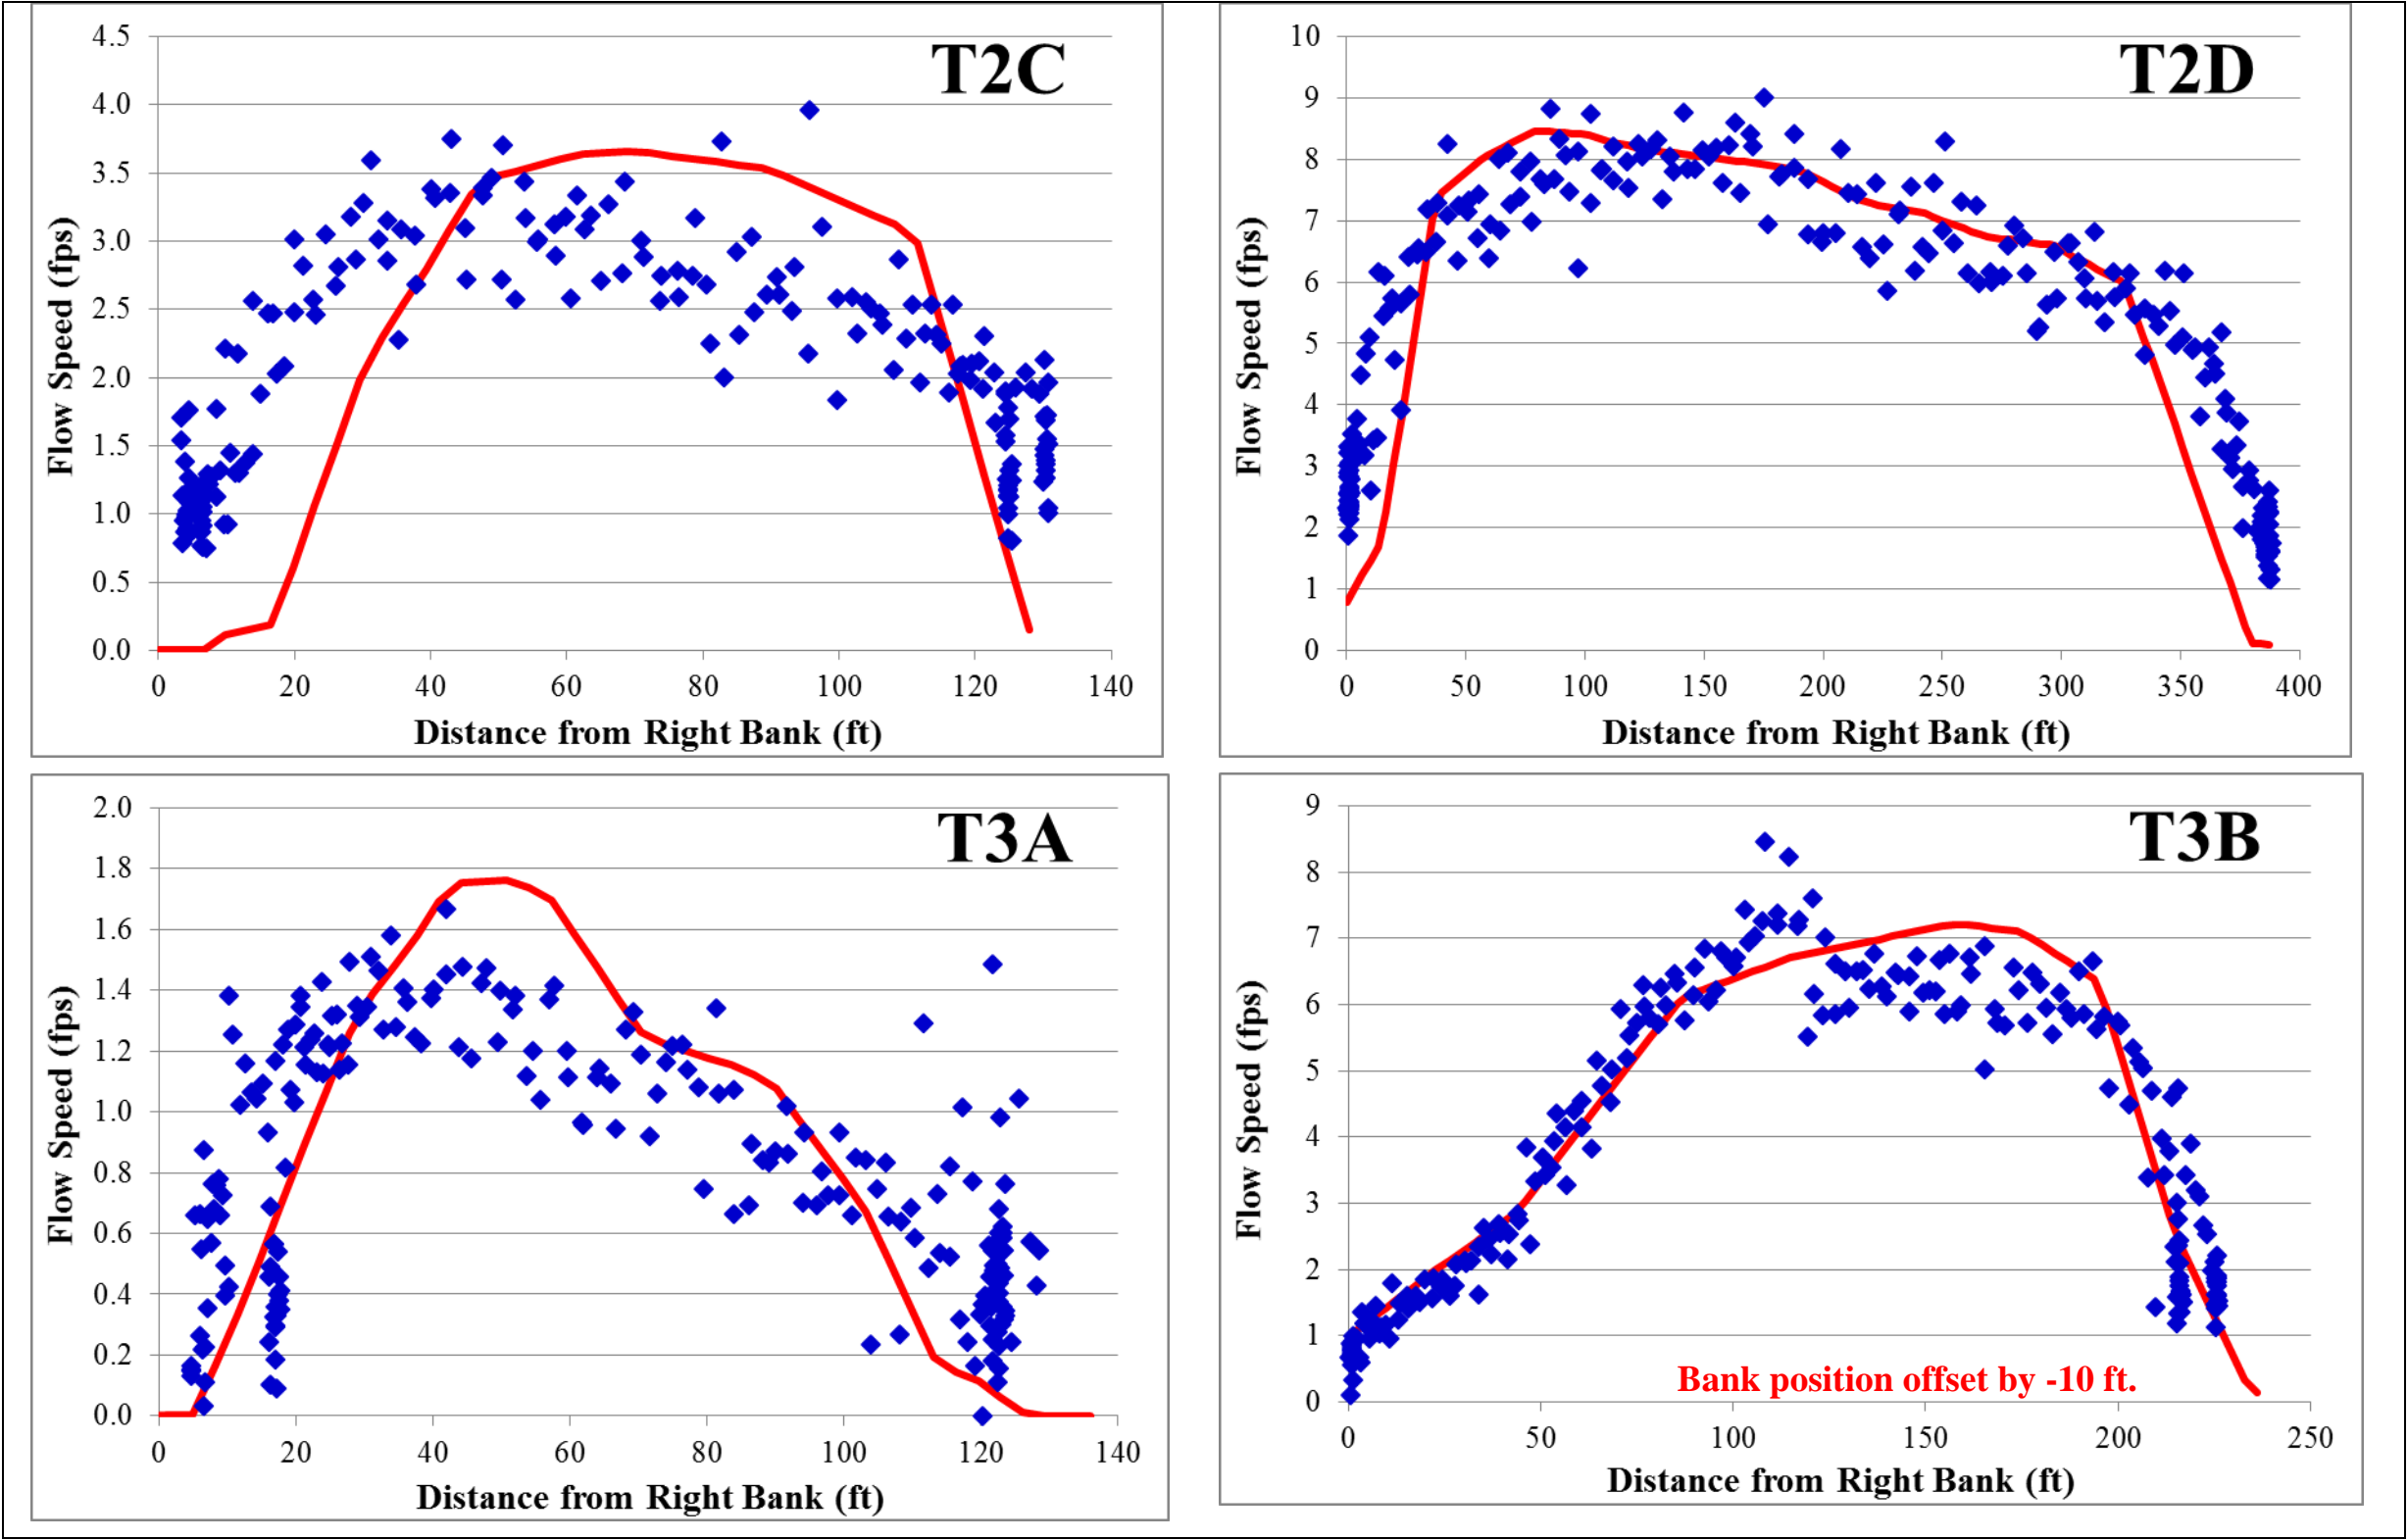 T2C
4.5
4.0
3.5
3.0
2.5
2.0
1.5
1.0
0.5
0.0
Flow Speed (fps)
0 20 40 60 80 100 120 140
Distance from Right Bank (ft)
T2D
10
9
8
7
6
5
4
3
2
1
0
Flow Speed (fps)
0 50 100 150 200 250 300 350 400
Distance from Right Bank (ft)
T3A
2.0
1.8
1.6
1.4
1.2
1.0
0.8
0.6
0.4
0.2
0.0
Flow Speed (fps)
0 20 40 60 80 100 120 140
Distance from Right Bank (ft)
T3B
9
8
7
6
5
4
3
2
1
0
Flow Speed (fps)
Bank position offset by -10 ft.
0 50 100 150 200 250
Distance from Right Bank (ft)